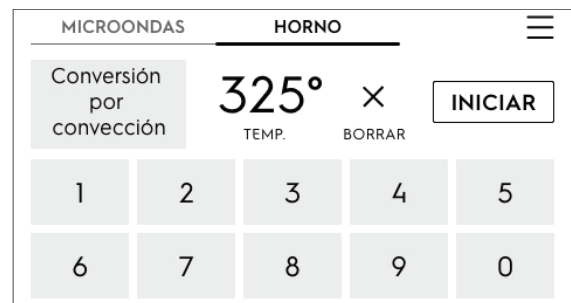 MICROONDAS HORNO
Conversión
por
convección
325°
TEMP.
×
BORRAR
INICIAR
1 2 3 4 5
6 7 8 9 0